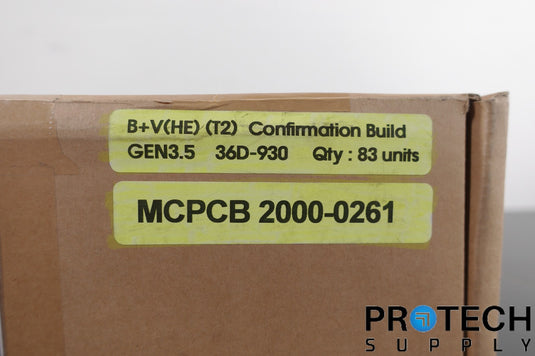 B+V(HE) (T2) Confirmation Build
GEN3.5 36D-930 Qty : 83 units
MCPCB 2000-0261
PROTECH
SUPPLY